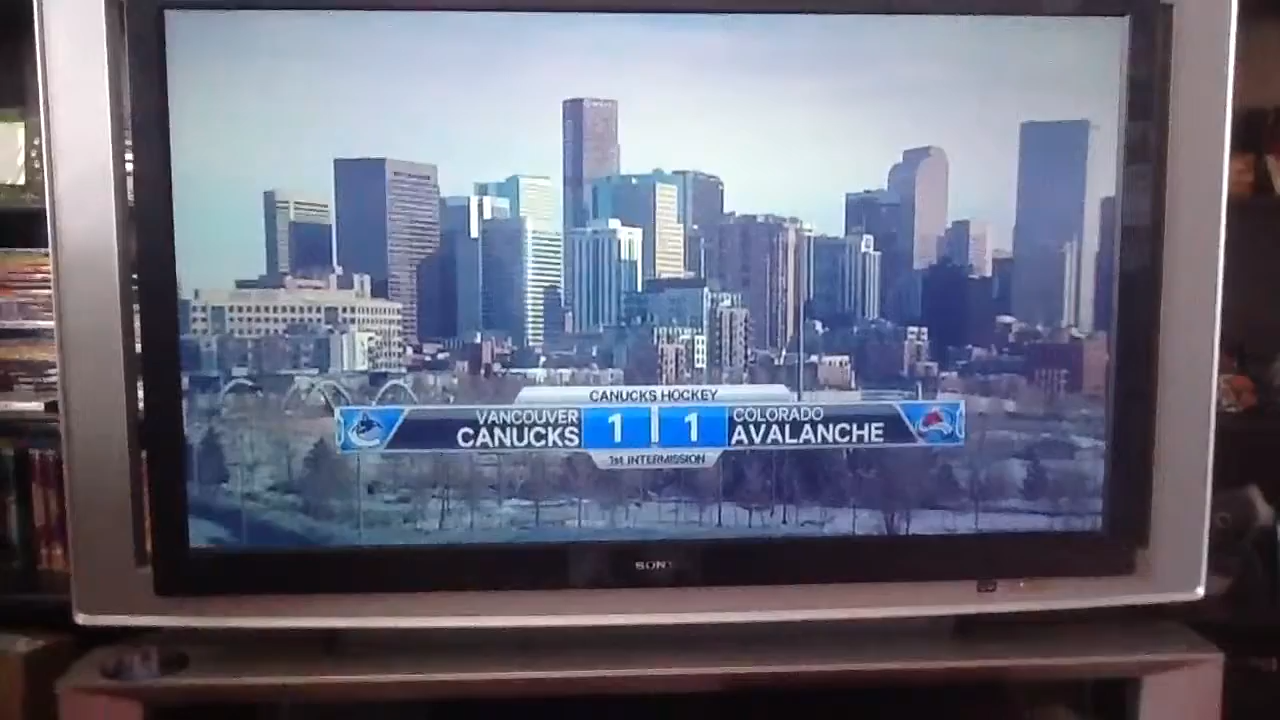 CANUCKS HOCKEY
VANCOUVER
CANUCKS
1 1
COLORADO
AVALANCHE
1st INTERMISSION
SONY